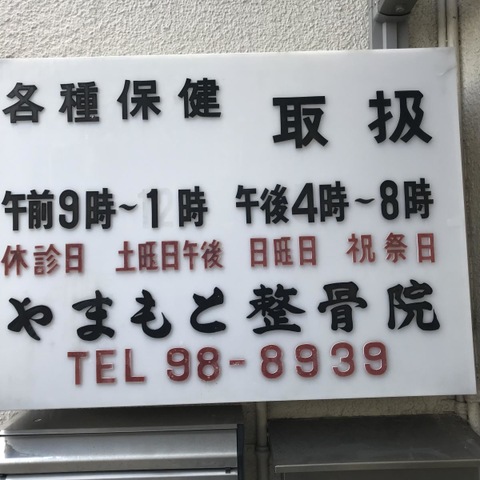 各種保健 取扱
午前9時~1時 午後4時~8時
休診日 土旺日午後 日旺日 祝祭日
やまもと整骨院
TEL 98-8939